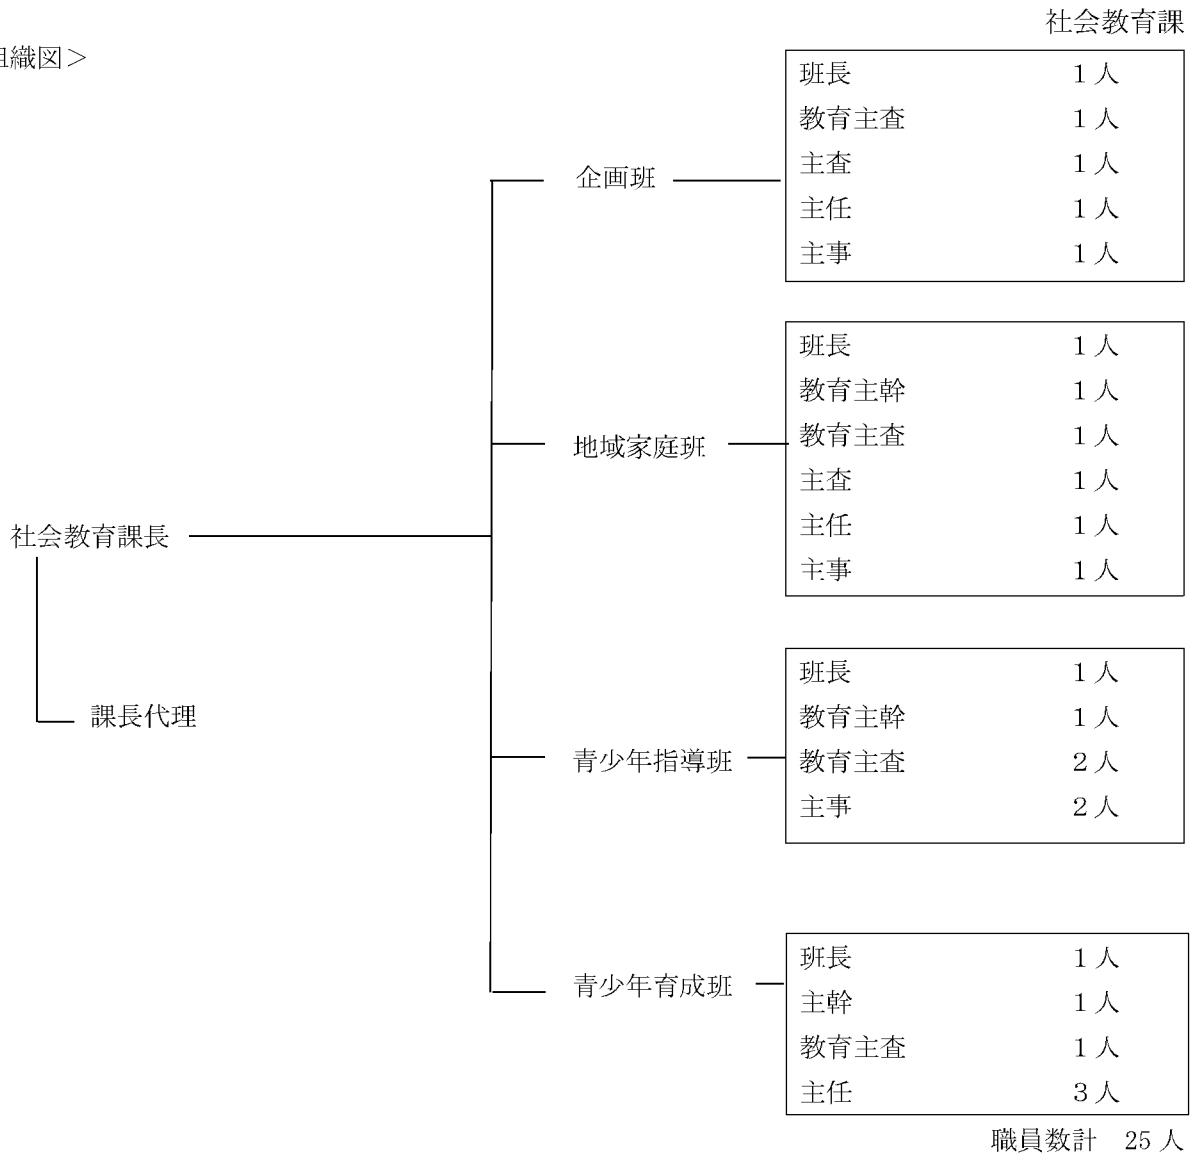 社会教育課
組織図＞
企画班
班長 1人
教育主査 1人
主査 1人
主任 1人
主事 1人
地域家庭班
班長 1人
教育主幹 1人
教育主査 1人
主査 1人
主任 1人
主事 1人
社会教育課長
課長代理
青少年指導班
班長 1人
教育主幹 1人
教育主査 2人
主事 2人
青少年育成班
班長 1人
主幹 1人
教育主査 1人
主任 3人
職員数計 25人